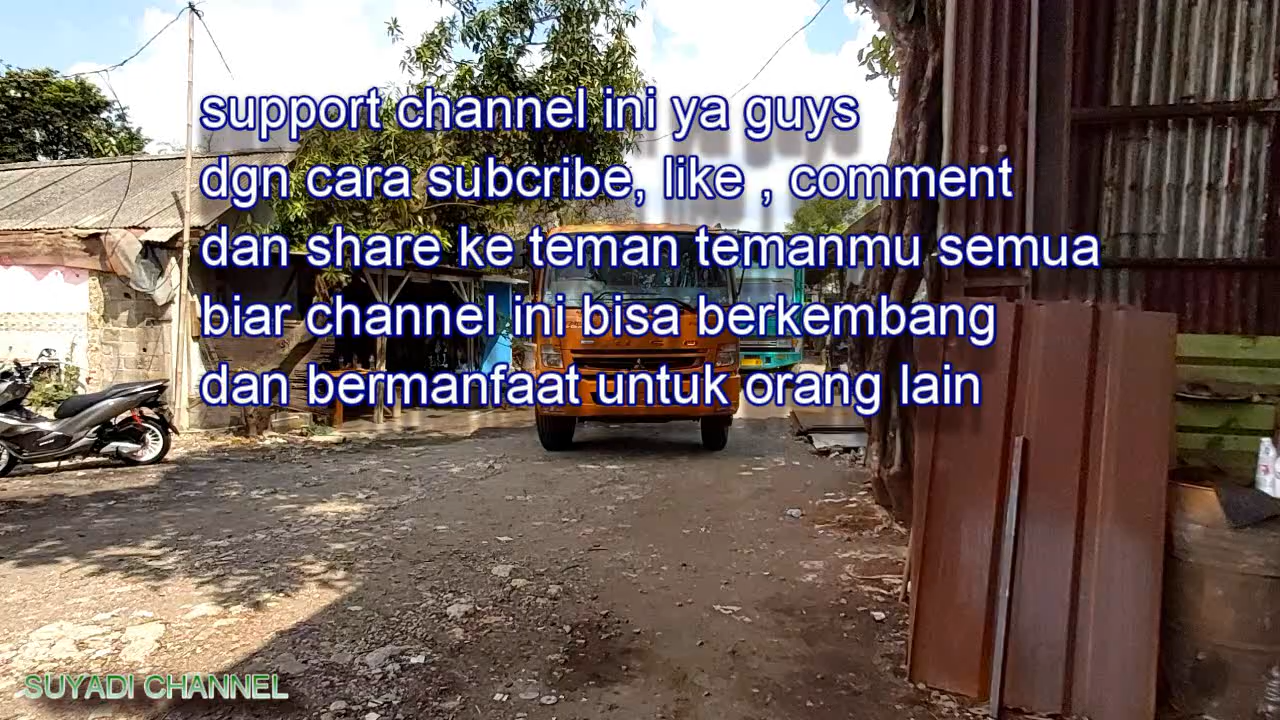 support channel ini ya guys
dgn cara subcribe, like , comment
dan share ke teman temanmu semua
biar channel ini bisa berkembang
dan bermanfaat untuk orang lain
SUYADI CHANNEL